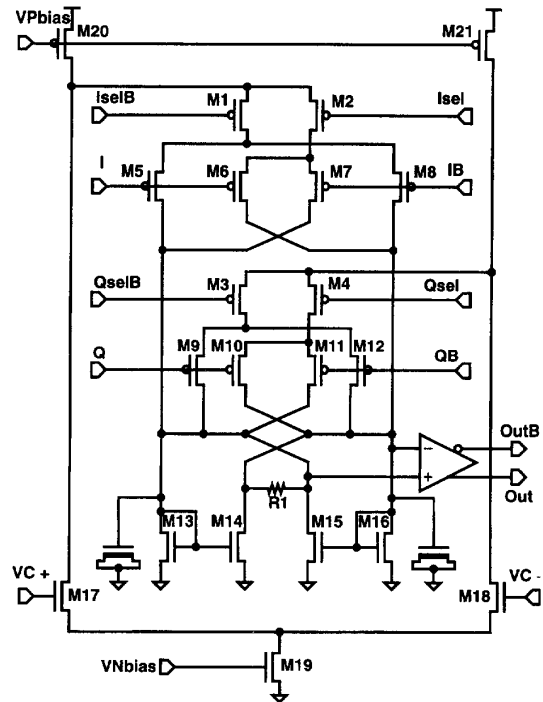 VPbias
M20
M21
IselB
M1
M2
Isel
I
M5
M6
M7
M8
IB
QselB
M3
M4
Qsel
Q
M9
M10
M11
M12
QB
OutB
Out
−
+
R1
M13
M14
M15
M16
VC +
M17
M18
VC -
VNbias
M19